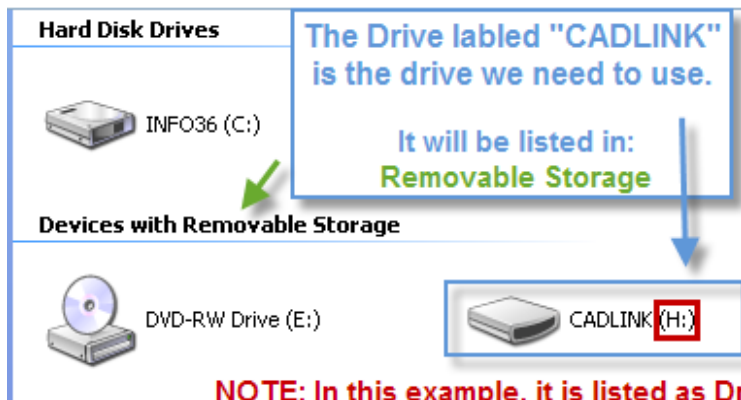 Hard Disk Drives
The Drive labled "CADLINK"
is the drive we need to use.
INFO36 (C:)
It will be listed in:
Removable Storage
Devices with Removable Storage
DVD-RW Drive (E:)
CADLINK (H:)
NOTE: In this example, it is listed as